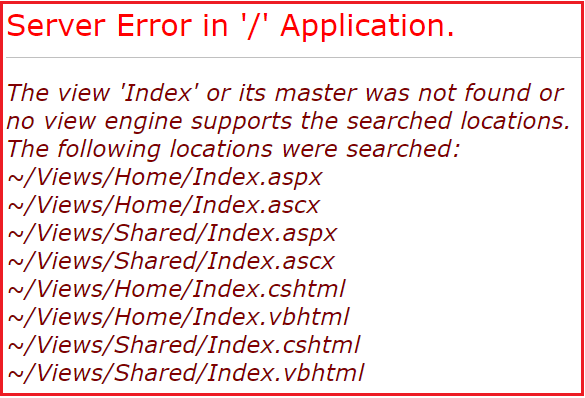 Server Error in '/' Application.
The view 'Index' or its master was not found or
no view engine supports the searched locations.
The following locations were searched:
~/Views/Home/Index.aspx
~/Views/Home/Index.ascx
~/Views/Shared/Index.aspx
~/Views/Shared/Index.ascx
~/Views/Home/Index.cshtml
~/Views/Home/Index.vbhtml
~/Views/Shared/Index.cshtml
~/Views/Shared/Index.vbhtml